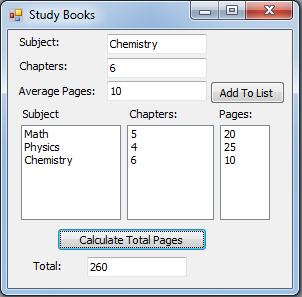 Study Books
Subject: Chemistry
Chapters: 6
Average Pages: 10
Add To List
Subject Chapters: Pages:
Math 5 20
Physics 4 25
Chemistry 6 10
Calculate Total Pages
Total: 260